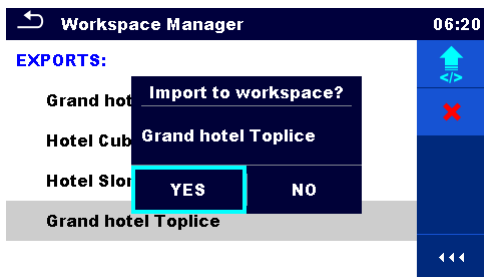 Workspace Manager 06:20
EXPORTS:
Grand hot
Import to workspace?
Hotel Cub
Grand hotel Toplice
Hotel Slo
YES NO
Grand hotel Toplice